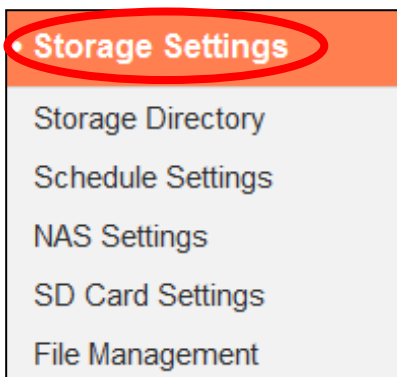 • Storage Settings
Storage Directory
Schedule Settings
NAS Settings
SD Card Settings
File Management